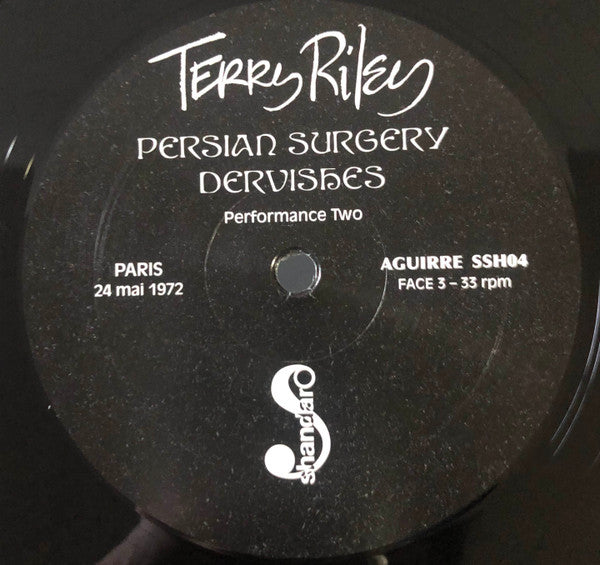 Terry Riley
PERSIAN SURGERY
DERVISHES
Performance Two
PARIS
24 mai 1972
AGUIRRE SSH04
FACE 3 – 33 rpm
shandar